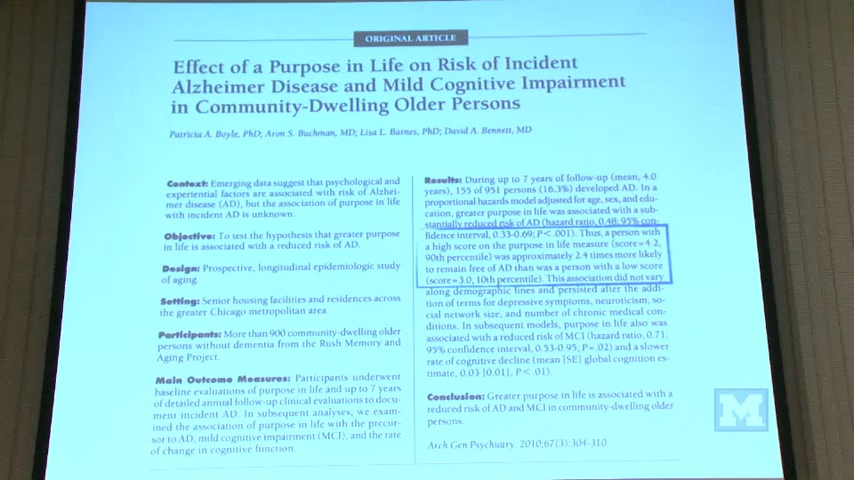 ORIGINAL ARTICLE
Effect of a Purpose in Life on Risk of Incident
Alzheimer Disease and Mild Cognitive Impairment
in Community-Dwelling Older Persons
Patricia A. Boyle, PhD; Aron S. Buchman, MD; Lisa L. Barnes, PhD; David A. Bennett, MD
Context: Emerging data suggest that psychological and
experiential factors are associated with risk of Alzhei-
mer disease (AD), but the association of purpose in life
with incident AD is unknown.
Objective: To test the hypothesis that greater purpose
in life is associated with a reduced risk of AD.
Design: Prospective, longitudinal epidemiologic study
of aging.
Setting: Senior housing facilities and residences across
the greater Chicago metropolitan area.
Participants: More than 900 community-dwelling older
persons without dementia from the Rush Memory and
Aging Project.
Main Outcome Measures: Participants underwent
baseline evaluations of purpose in life and up to 7 years
of detailed annual follow-up clinical evaluations to docu-
ment incident AD. In subsequent analyses, we exam-
ined the association of purpose in life with the precur-
sor to AD, mild cognitive impairment (MCI), and the rate
of change in cognitive function.
Results: During up to 7 years of follow-up (mean, 4.0
years), 155 of 951 persons (16.3%) developed AD. In a
proportional hazards model adjusted for age, sex, and edu-
cation, greater purpose in life was associated with a sub-
stantially reduced risk of AD (hazard ratio, 0.48; 95% con-
fidence interval, 0.33-0.69; P<.001). Thus, a person with
a high score on the purpose in life measure (score=4.2,
90th percentile) was approximately 2.4 times more likely
to remain free of AD than was a person with a low score
(score=3.0, 10th percentile). This association did not vary
along demographic lines and persisted after the addi-
tion of terms for depressive symptoms, neuroticism, so-
cial network size, and number of chronic medical con-
ditions. In subsequent models, purpose in life also was
associated with a reduced risk of MCI (hazard ratio, 0.71;
95% confidence interval, 0.53-0.95; P=.02) and a slower
rate of cognitive decline (mean [SE] global cognition es-
timate, 0.03 [0.01], P<.01).
Conclusion: Greater purpose in life is associated with a
reduced risk of AD and MCI in community-dwelling older
persons.
Arch Gen Psychiatry. 2010;67(3):304-310
M